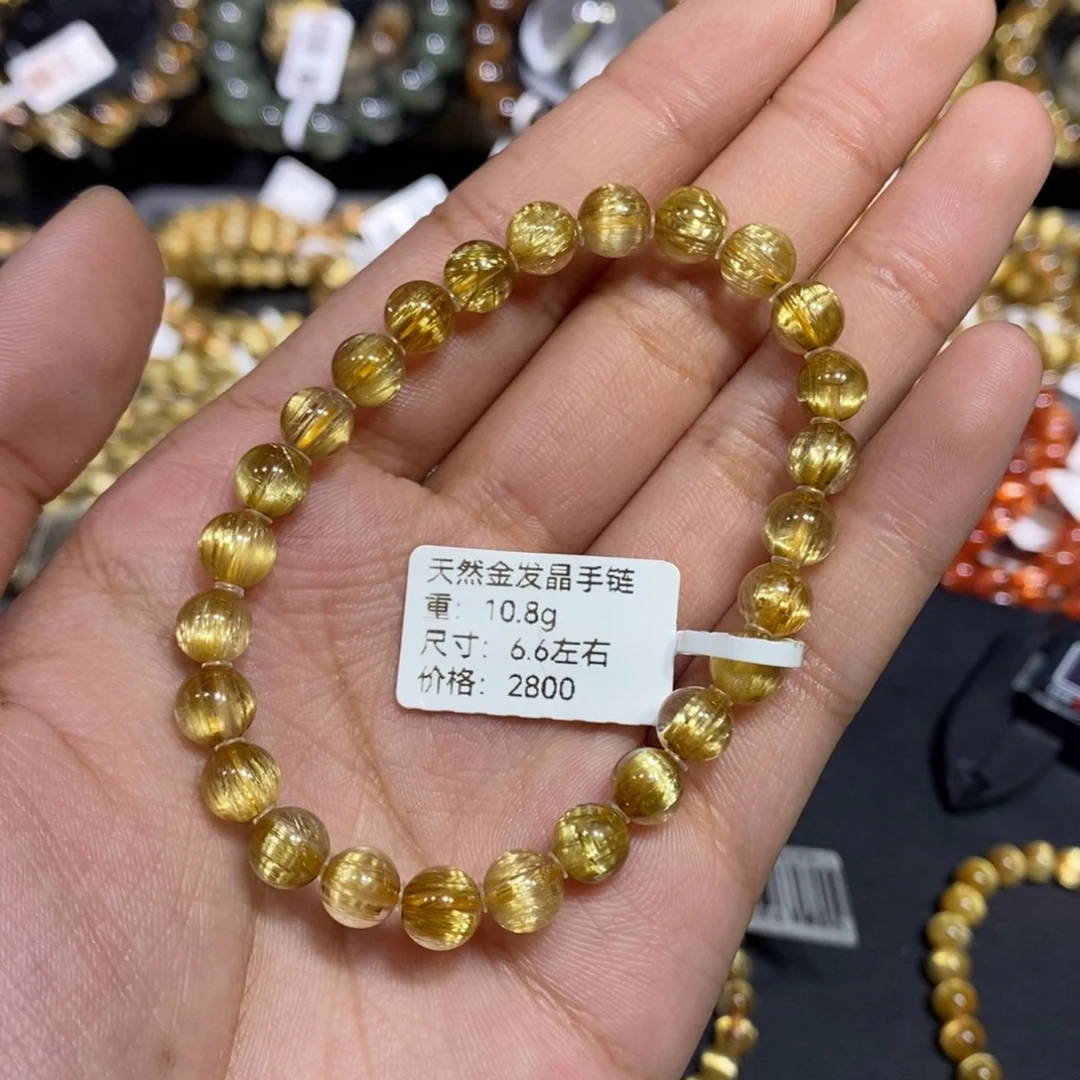 天然金发晶手链
重: 10.8g
尺寸: 6.6左右
价格: 2800